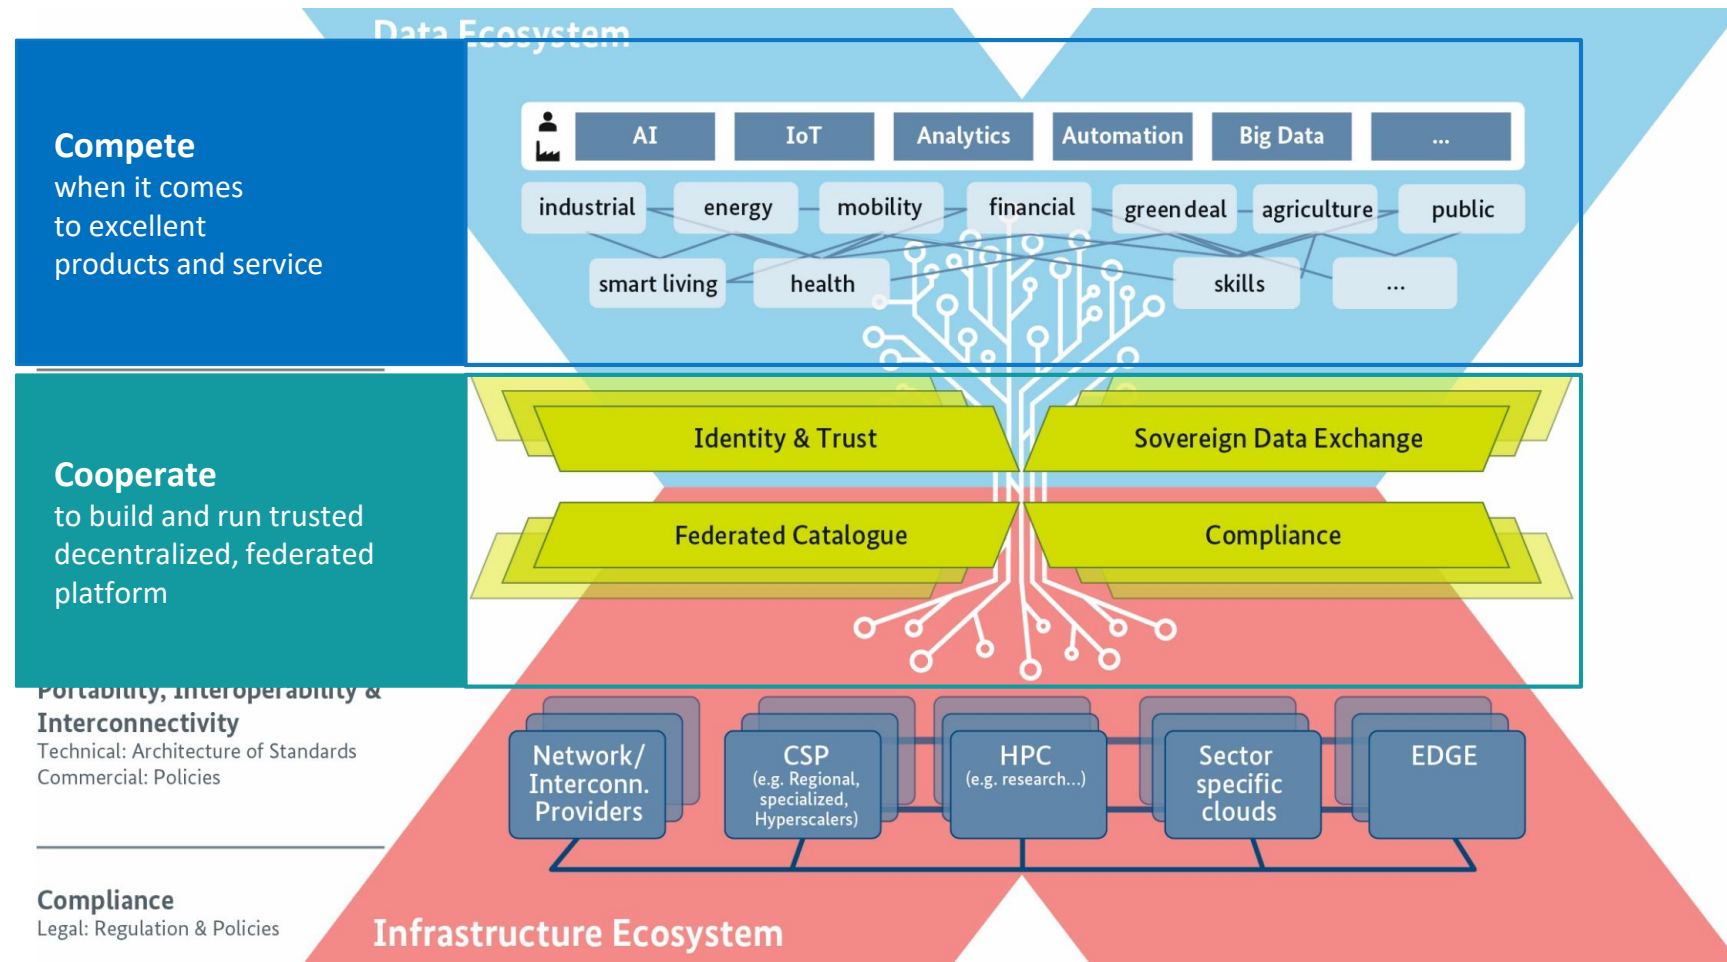 Data Ecosystem
Compete
when it comes
to excellent
products and service
AI
IoT
Analytics
Automation
Big Data
...
industrial
energy
mobility
financial
green deal
agriculture
public
smart living
health
skills
...
Cooperate
to build and run trusted
decentralized, federated
platform
Identity & Trust
Sovereign Data Exchange
Federated Catalogue
Compliance
Portability, Interoperability &
Interconnectivity
Technical: Architecture of Standards
Commercial: Policies
Network/
Interconn.
Providers
CSP
(e.g. Regional,
specialized,
Hyperscalers)
HPC
(e.g. research...)
Sector
specific
clouds
EDGE
Compliance
Legal: Regulation & Policies
Infrastructure Ecosystem